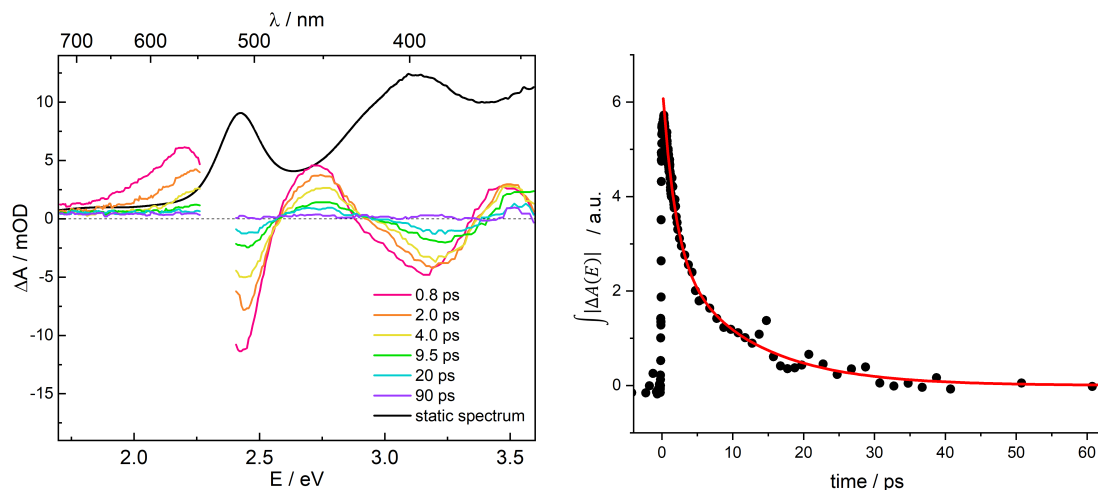 λ / nm
700 600 500 400
ΔA / mOD
10
5
0
-5
-10
-15
0.8 ps
2.0 ps
4.0 ps
9.5 ps
20 ps
90 ps
static spectrum
2.0 2.5 3.0 3.5
E / eV
∫|ΔA(E)| / a.u.
6
4
2
0
0 10 20 30 40 50 60
time / ps